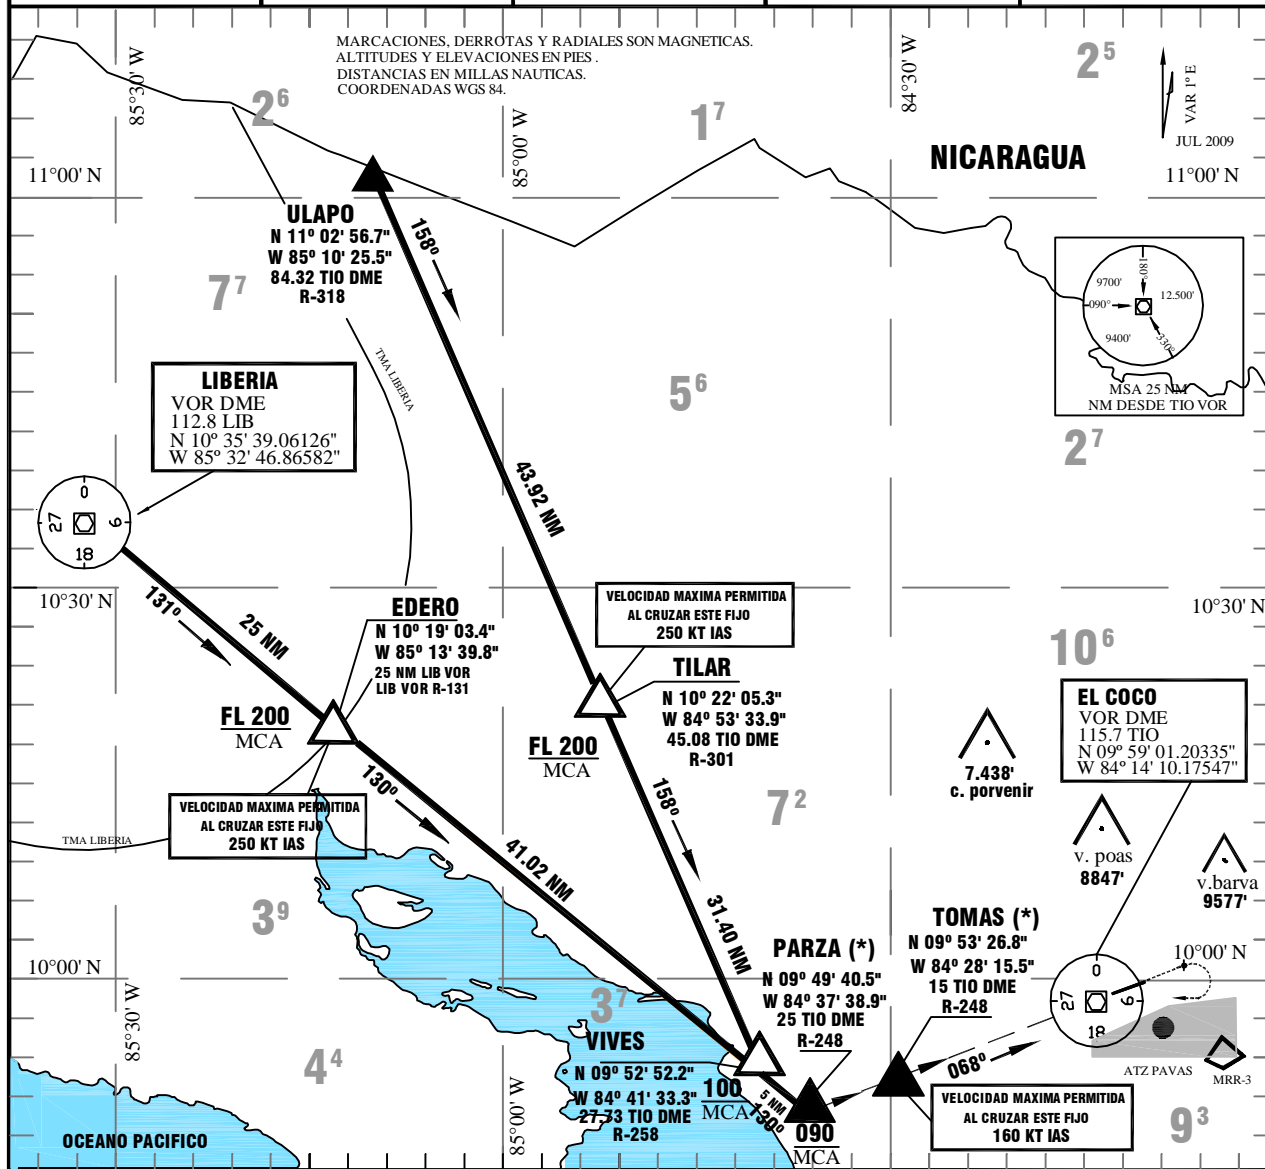 MARCACIONES, DERROTAS Y RADIALES SON MAGNETICAS.
ALTITUDES Y ELEVACIONES EN PIES .
DISTANCIAS EN MILLAS NAUTICAS.
COORDENADAS WGS 84.
85°30' W
85°00' W
84°30' W
2⁵
VAR 1° E
JUL 2009
2⁶
1⁷
NICARAGUA
11°00' N
11°00' N
ULAPO
N 11º 02' 56.7"
W 85º 10' 25.5"
84.32 TIO DME
R-318
158º
7⁷
9700'
180°
12.500'
090°
9400'
330°
MSA 25 NM
NM DESDE TIO VOR
TMA LIBERIA
LIBERIA
VOR DME
112.8 LIB
N 10º 35' 39.06126"
W 85º 32' 46.86582"
5⁶
2⁷
43.92 NM
0
27
9
18
10°30' N
10°30' N
131º
25 NM
EDERO
N 10º 19' 03.4"
W 85º 13' 39.8"
25 NM LIB VOR
LIB VOR R-131
VELOCIDAD MAXIMA PERMITIDA
AL CRUZAR ESTE FIJO
250 KT IAS
TILAR
N 10º 22' 05.3"
W 84º 53' 33.9"
45.08 TIO DME
R-301
10⁶
EL COCO
VOR DME
115.7 TIO
N 09º 59' 01.20335"
W 84º 14' 10.17547"
FL 200
MCA
FL 200
MCA
7.438'
c. porvenir
130º
VELOCIDAD MAXIMA PERMITIDA
AL CRUZAR ESTE FIJO
250 KT IAS
TMA LIBERIA
158º
7²
v. poas
8847'
v.barva
9577'
41.02 NM
31.40 NM
3⁹
TOMAS (*)
N 09º 53' 26.8"
W 84º 28' 15.5"
15 TIO DME
R-248
PARZA (*)
N 09º 49' 40.5"
W 84º 37' 38.9"
25 TIO DME
R-248
10°00' N
10°00' N
0
27
9
18
3⁷
85°30' W
VIVES
N 09º 52' 52.2"
W 84º 41' 33.3"
27.73 TIO DME
R-258
100
MCA
5 NM
130º
090
MCA
068º
ATZ PAVAS
MRR-3
4⁴
85°00' W
VELOCIDAD MAXIMA PERMITIDA
AL CRUZAR ESTE FIJO
160 KT IAS
9³
OCEANO PACIFICO